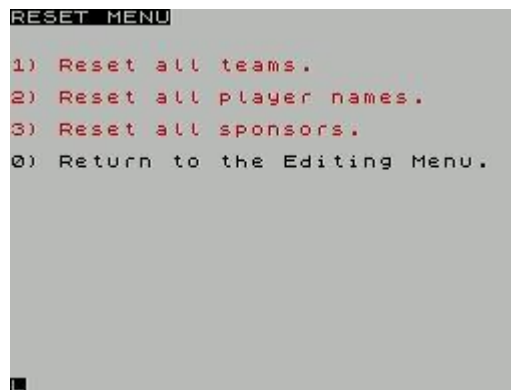 RESET MENU
1) Reset all teams.
2) Reset all player names.
3) Reset all sponsors.
0) Return to the Editing Menu.
L